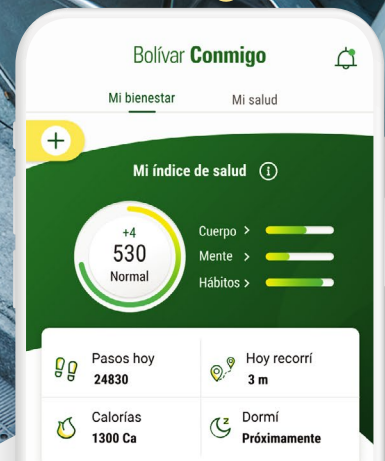 Bolívar Conmigo
Mi bienestar
Mi salud
Mi índice de salud
+4
530
Normal
Cuerpo >
Mente >
Hábitos >
Pasos hoy
24830
Hoy recorrí
3 m
Calorías
1300 Ca
Dormí
Próximamente